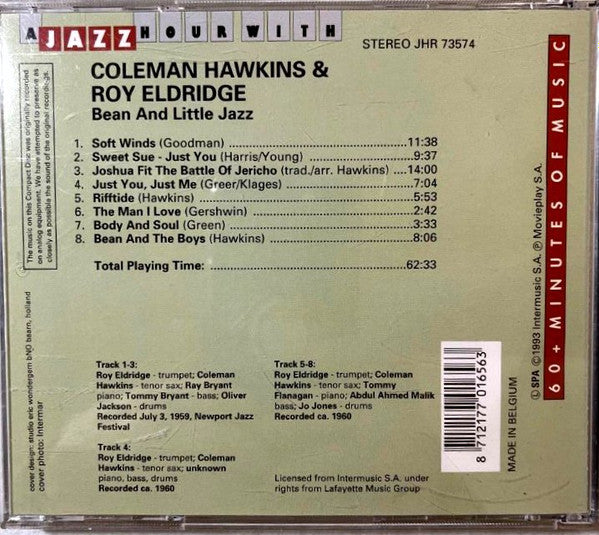 A JAZZ HOUR WITH
STEREO JHR 73574
COLEMAN HAWKINS &
ROY ELDRIDGE
Bean And Little Jazz
1. Soft Winds (Goodman) 11:38
2. Sweet Sue - Just You (Harris/Young) 9:37
3. Joshua Fit The Battle Of Jericho (trad./arr. Hawkins) 14:00
4. Just You, Just Me (Greer/Klages) 7:04
5. Rifftide (Hawkins) 5:53
6. The Man I Love (Gershwin) 2:42
7. Body And Soul (Green) 3:33
8. Bean And The Boys (Hawkins) 8:06
Total Playing Time: 62:33
The music on this Compact Disc was originally recorded
on analog equipment. We have attempted to preserve as
closely as possible the sound of the original recordings.
cover design: studio eric wondergem bNO baarn, holland
cover photo: Intermar
Track 1-3:
Roy Eldridge - trumpet; Coleman
Hawkins - tenor sax; Ray Bryant
piano; Tommy Bryant - bass; Oliver
Jackson - drums
Recorded July 3, 1959, Newport Jazz
Festival
Track 4:
Roy Eldridge - trumpet; Coleman
Hawkins - tenor sax; unknown
piano, bass, drums
Recorded ca. 1960
Track 5-8:
Roy Eldridge - trumpet; Coleman
Hawkins - tenor sax; Tommy
Flanagan - piano; Abdul Ahmed Malik
bass; Jo Jones - drums
Recorded ca. 1960
Licensed from Intermusic S.A. under
rights from Lafayette Music Group
8 712177 016563
MADE IN BELGIUM
Ⓛ SPA ©1993 Intermusic S.A. ℗ Movieplay S.A.
60 + MINUTES OF MUSIC